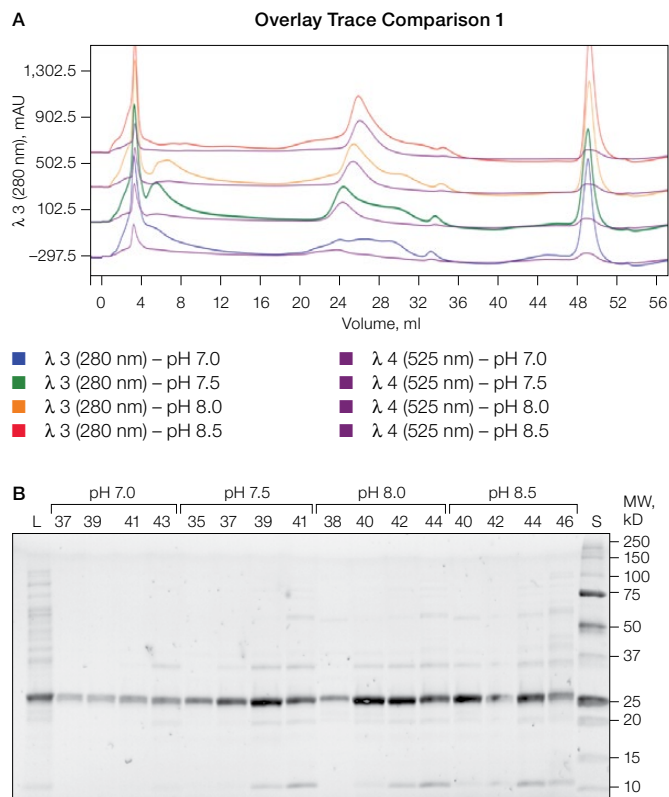 A
Overlay Trace Comparison 1
λ 3 (280 nm), mAU
1,302.5
902.5
502.5
102.5
−297.5
0 4 8 12 16 20 24 28 32 36 40 44 48 52 56
Volume, ml
λ 3 (280 nm) – pH 7.0
λ 3 (280 nm) – pH 7.5
λ 3 (280 nm) – pH 8.0
λ 3 (280 nm) – pH 8.5
λ 4 (525 nm) – pH 7.0
λ 4 (525 nm) – pH 7.5
λ 4 (525 nm) – pH 8.0
λ 4 (525 nm) – pH 8.5
B
pH 7.0 pH 7.5 pH 8.0 pH 8.5
MW, kD
L 37 39 41 43 35 37 39 41 38 40 42 44 40 42 44 46 S
250
150
100
75
50
37
25
20
15
10